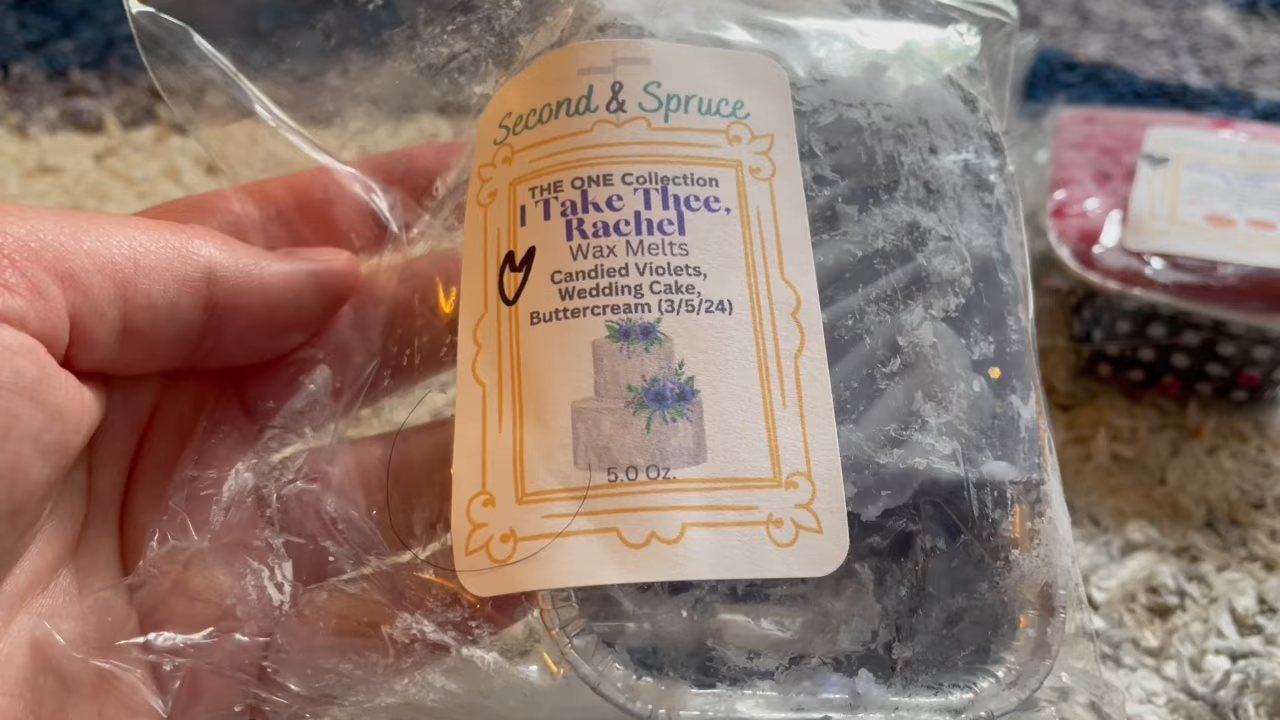 Second & Spruce
THE ONE Collection
I Take Thee,
Rachel
Wax Melts
Candied Violets,
Wedding Cake,
Buttercream (3/5/24)
5.0 Oz.